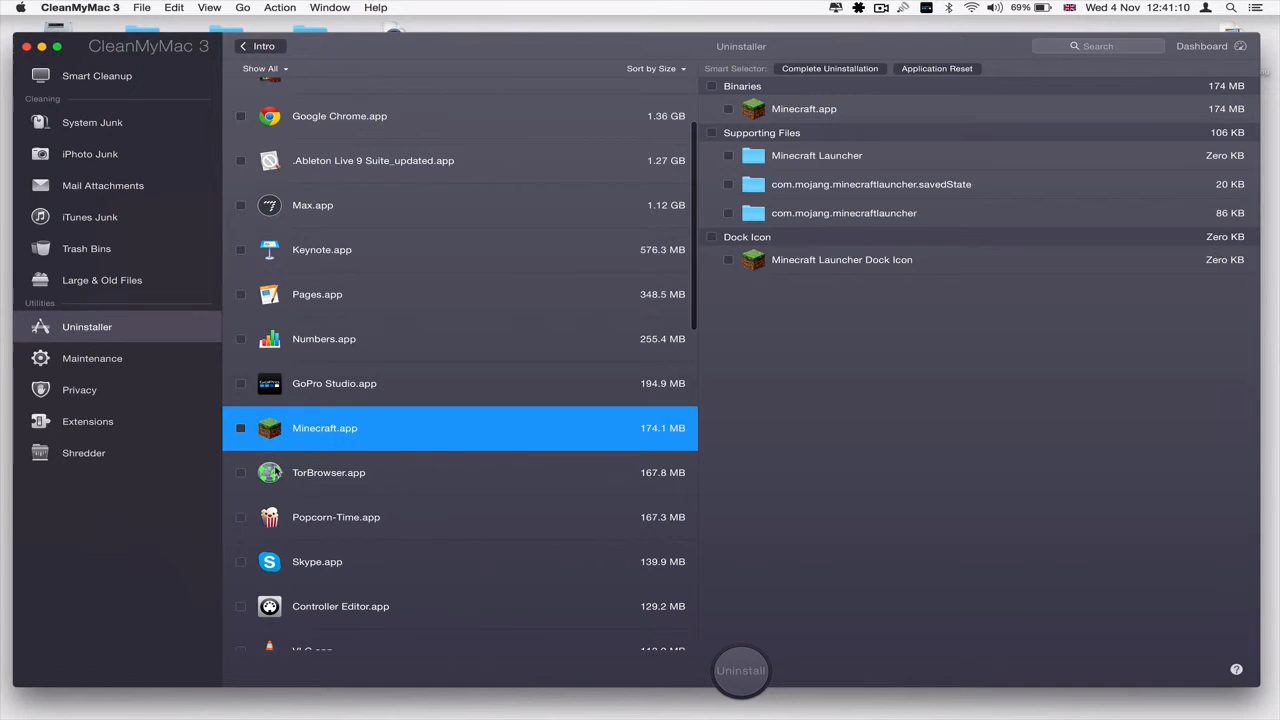 CleanMyMac 3 File Edit View Go Action Window Help 69% Wed 4 Nov 12:41:10
CleanMyMac 3
Intro
Uninstaller
Search
Dashboard
Show All
Sort by Size
Smart Selector: Complete Uninstallation Application Reset
Smart Cleanup
Cleaning
System Junk
iPhoto Junk
Mail Attachments
iTunes Junk
Trash Bins
Large & Old Files
Utilities
Uninstaller
Maintenance
Privacy
Extensions
Shredder
Google Chrome.app 1.36 GB
.Ableton Live 9 Suite_updated.app 1.27 GB
Max.app 1.12 GB
Keynote.app 576.3 MB
Pages.app 348.5 MB
Numbers.app 255.4 MB
GoPro Studio.app 194.9 MB
Minecraft.app 174.1 MB
TorBrowser.app 167.8 MB
Popcorn-Time.app 167.3 MB
Skype.app 139.9 MB
Controller Editor.app 129.2 MB
Binaries 174 MB
Minecraft.app 174 MB
Supporting Files 106 KB
Minecraft Launcher Zero KB
com.mojang.minecraftlauncher.savedState 20 KB
com.mojang.minecraftlauncher 86 KB
Dock Icon Zero KB
Minecraft Launcher Dock Icon Zero KB
Uninstall
?